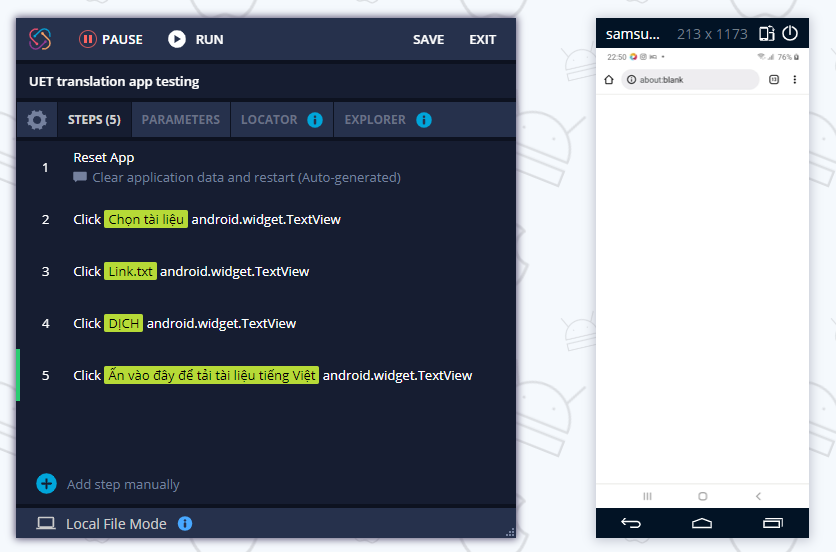 PAUSE
RUN
SAVE
EXIT
UET translation app testing
STEPS (5)
PARAMETERS
LOCATOR
EXPLORER
1
Reset App
Clear application data and restart (Auto-generated)
2
Click Chọn tài liệu android.widget.TextView
3
Click Link.txt android.widget.TextView
4
Click DỊCH android.widget.TextView
5
Click Ấn vào đây để tải tài liệu tiếng Việt android.widget.TextView
Add step manually
Local File Mode
samsu... 213 x 1173
22:50
76%
about:blank